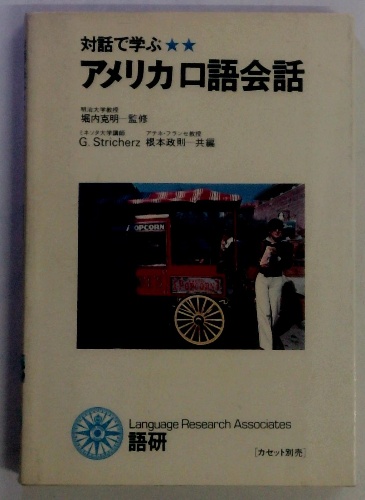 対話で学ぶ★★
アメリカ口語会話
明治大学教授
堀内克明—監修
ミネソタ大学講師 アテネ・フランセ教授
G. Stricherz 根本政則—共編
POPCORN
POPCORN
Language Research Associates
語研
[カセット別売]